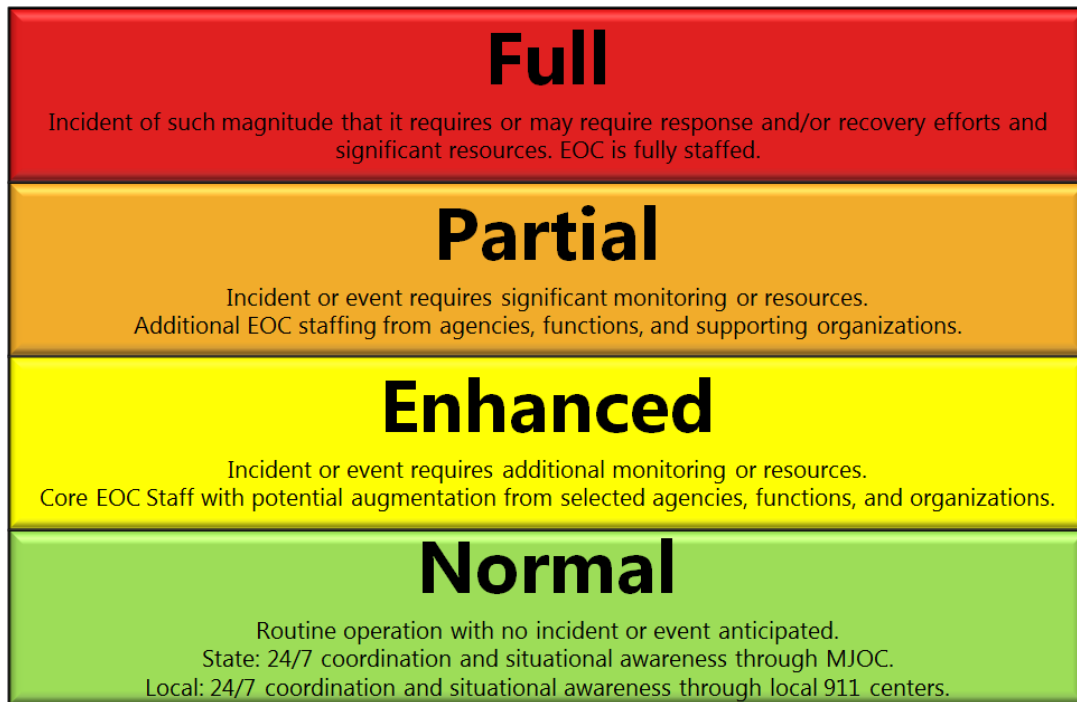 Full
Incident of such magnitude that it requires or may require response and/or recovery efforts and
significant resources. EOC is fully staffed.
Partial
Incident or event requires significant monitoring or resources.
Additional EOC staffing from agencies, functions, and supporting organizations.
Enhanced
Incident or event requires additional monitoring or resources.
Core EOC Staff with potential augmentation from selected agencies, functions, and organizations.
Normal
Routine operation with no incident or event anticipated.
State: 24/7 coordination and situational awareness through MJOC.
Local: 24/7 coordination and situational awareness through local 911 centers.